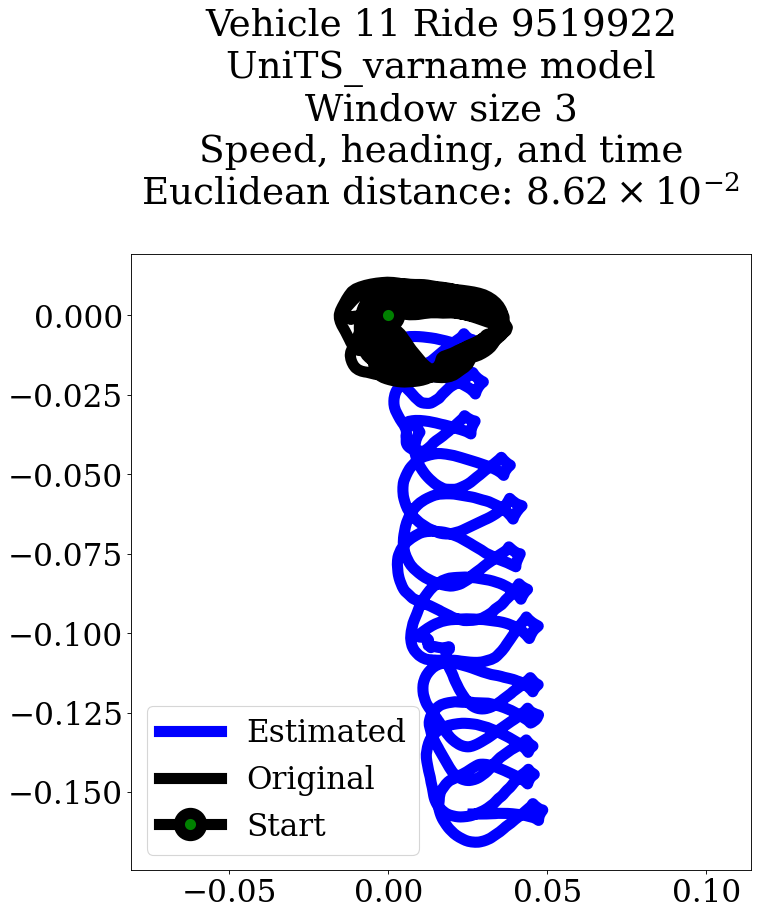 Vehicle 11 Ride 9519922
UniTS_varname model
Window size 3
Speed, heading, and time
Euclidean distance: 8.62 × 10⁻²
0.000
−0.025
−0.050
−0.075
−0.100
−0.125
−0.150
Estimated
Original
Start
−0.05 0.00 0.05 0.10